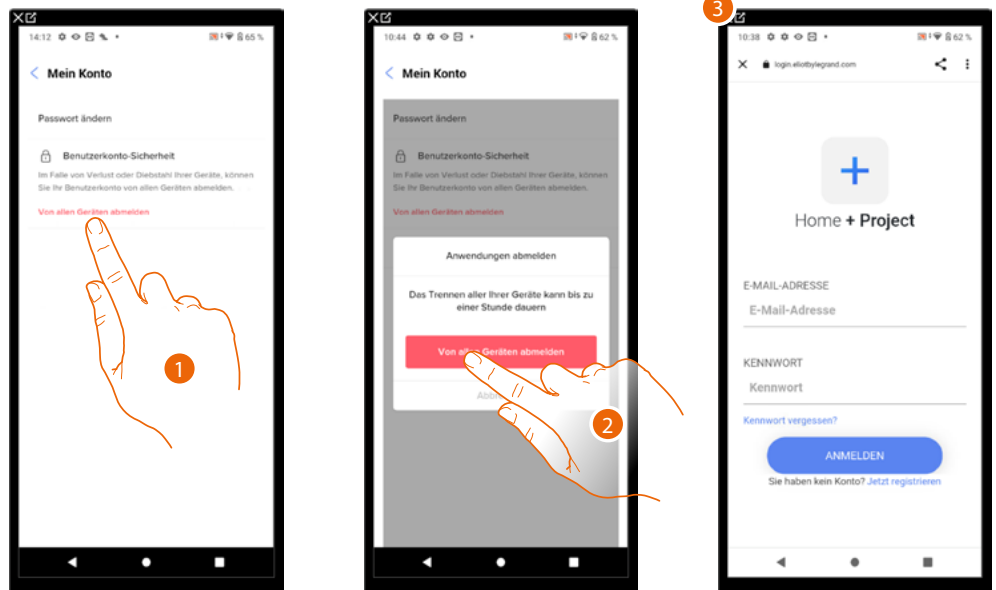 14:12
65 %
Mein Konto
Passwort ändern
Benutzerkonto-Sicherheit
Im Falle von Verlust oder Diebstahl Ihrer Geräte, können
Sie Ihr Benutzerkonto von allen Geräten abmelden.
Von allen Geräten abmelden
1
10:44
62 %
Mein Konto
Passwort ändern
Benutzerkonto-Sicherheit
Im Falle von Verlust oder Diebstahl Ihrer Geräte, können
Sie Ihr Benutzerkonto von allen Geräten abmelden.
Von allen Geräten abmelden
Anwendungen abmelden
Das Trennen aller Ihrer Geräte kann bis zu
einer Stunde dauern
Von allen Geräten abmelden
2
3
10:38
62 %
login.eliotbylegrand.com
Home + Project
E-MAIL-ADRESSE
E-Mail-Adresse
KENNWORT
Kennwort
Kennwort vergessen?
ANMELDEN
Sie haben kein Konto? Jetzt registrieren